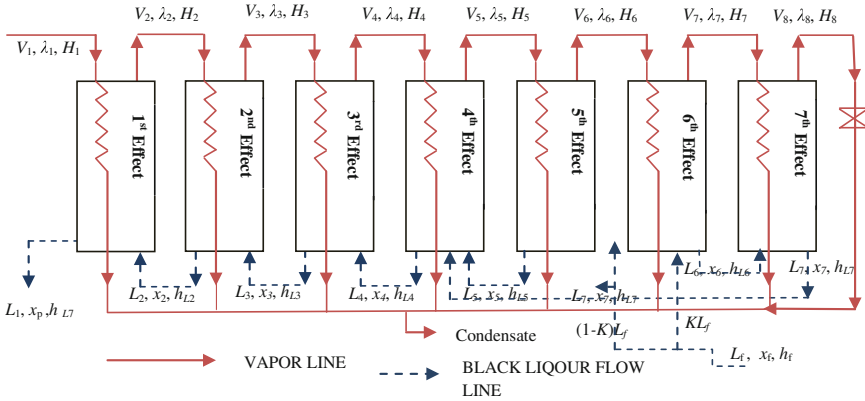 V1, λ1, H1
V2, λ2, H2
V3, λ3, H3
V4, λ4, H4
V5, λ5, H5
V6, λ6, H6
V7, λ7, H7
V8, λ8, H8
1st Effect
2nd Effect
3rd Effect
4th Effect
5th Effect
6th Effect
7th Effect
L1, xp, h L7
L2, x2, hL2
L3, x3, hL3
L4, x4, hL4
L5, x5, hL5
L7, x7, hL7
L6, x6, hL6
L7, x7, hL7
Condensate
(1-K)Lf
KLf
Lf , xf, hf
VAPOR LINE
BLACK LIQOUR FLOW
LINE